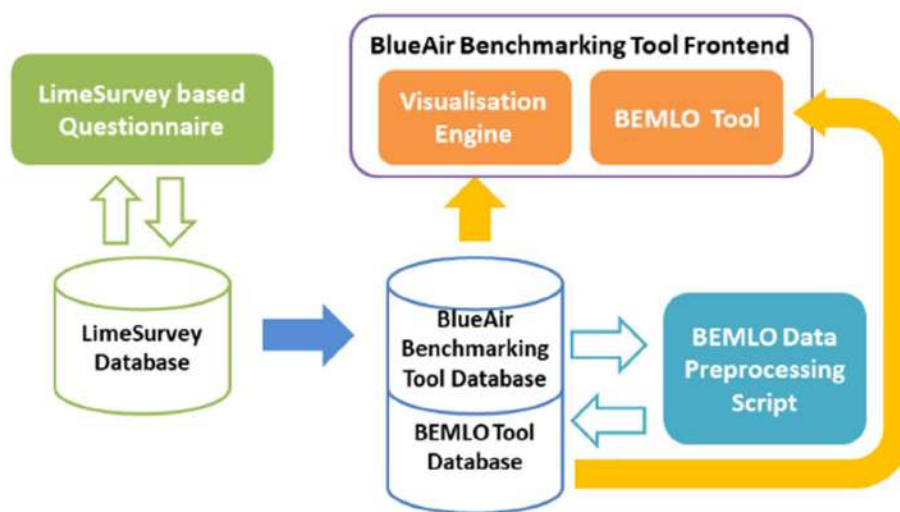 BlueAir Benchmarking Tool Frontend
LimeSurvey based
Questionnaire
Visualisation
Engine
BEMLO Tool
LimeSurvey
Database
BlueAir
Benchmarking
Tool Database
BEMLO Tool
Database
BEMLO Data
Preprocessing
Script